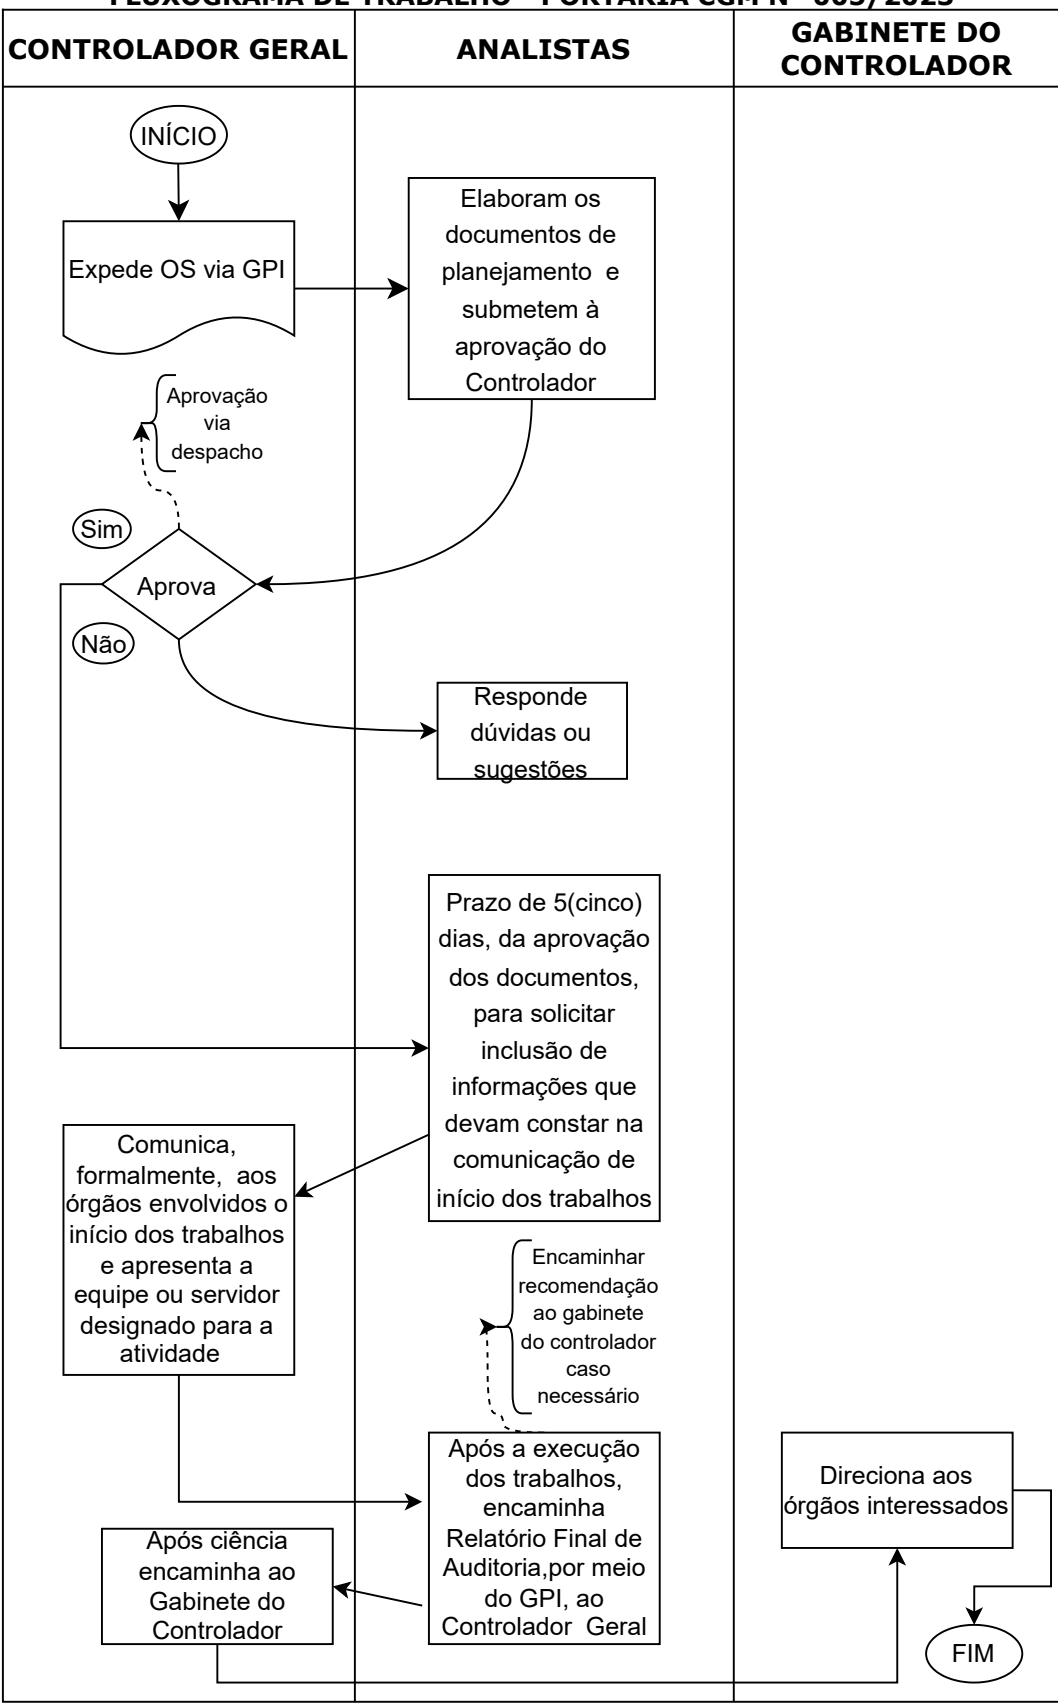 CONTROLADOR GERAL
ANALISTAS
GABINETE DO
CONTROLADOR
INÍCIO
Expede OS via GPI
Elaboram os
documentos de
planejamento e
submetem à
aprovação do
Controlador
Aprovação
via
despacho
Sim
Aprova
Não
Responde
dúvidas ou
sugestões
Prazo de 5(cinco)
dias, da aprovação
dos documentos,
para solicitar
inclusão de
informações que
devam constar na
comunicação de
início dos trabalhos
Comunica,
formalmente, aos
órgãos envolvidos o
início dos trabalhos
e apresenta a
equipe ou servidor
designado para a
atividade
Encaminhar
recomendação
ao gabinete
do controlador
caso
necessário
Após a execução
dos trabalhos,
encaminha
Relatório Final de
Auditoria,por meio
do GPI, ao
Controlador Geral
Após ciência
encaminha ao
Gabinete do
Controlador
Direciona aos
órgãos interessados
FIM